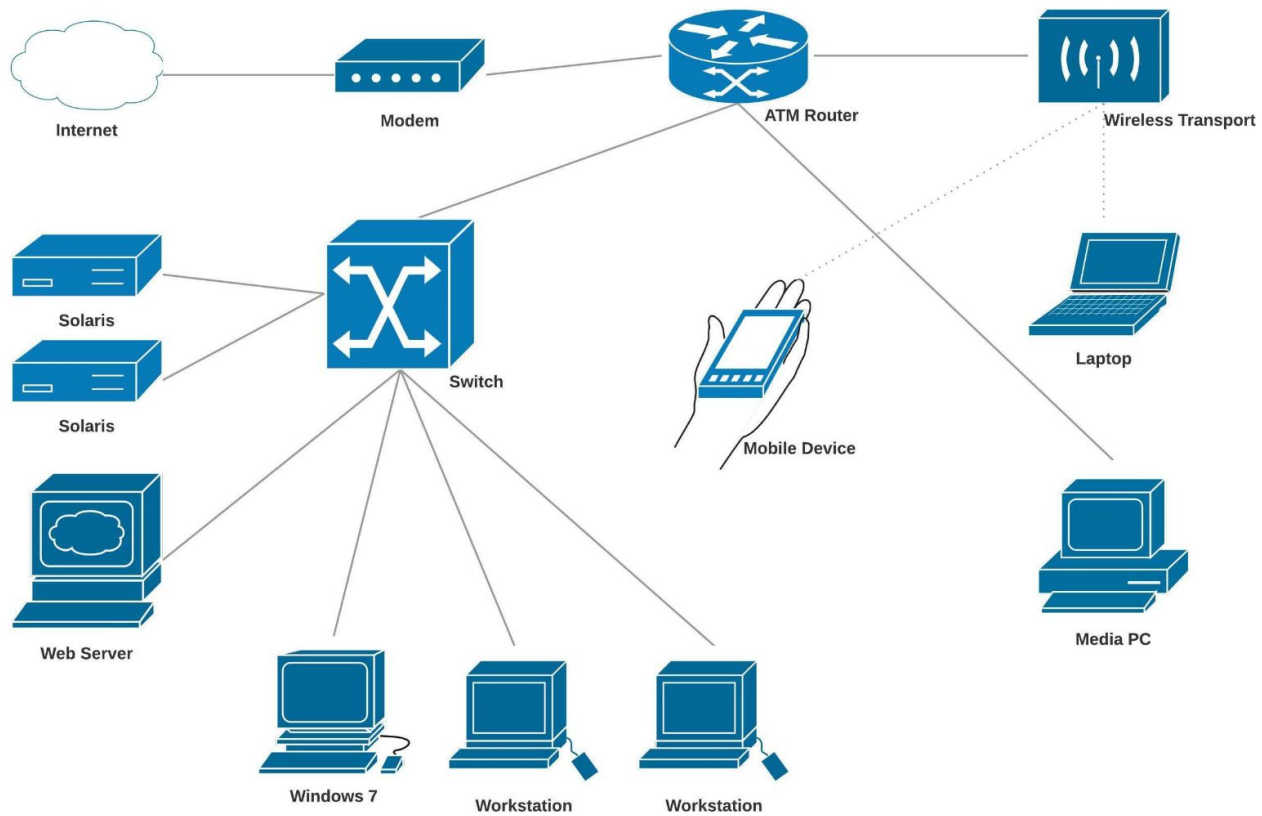 Internet
Modem
ATM Router
Wireless Transport
Solaris
Switch
Laptop
Solaris
Mobile Device
Web Server
Media PC
Windows 7
Workstation
Workstation